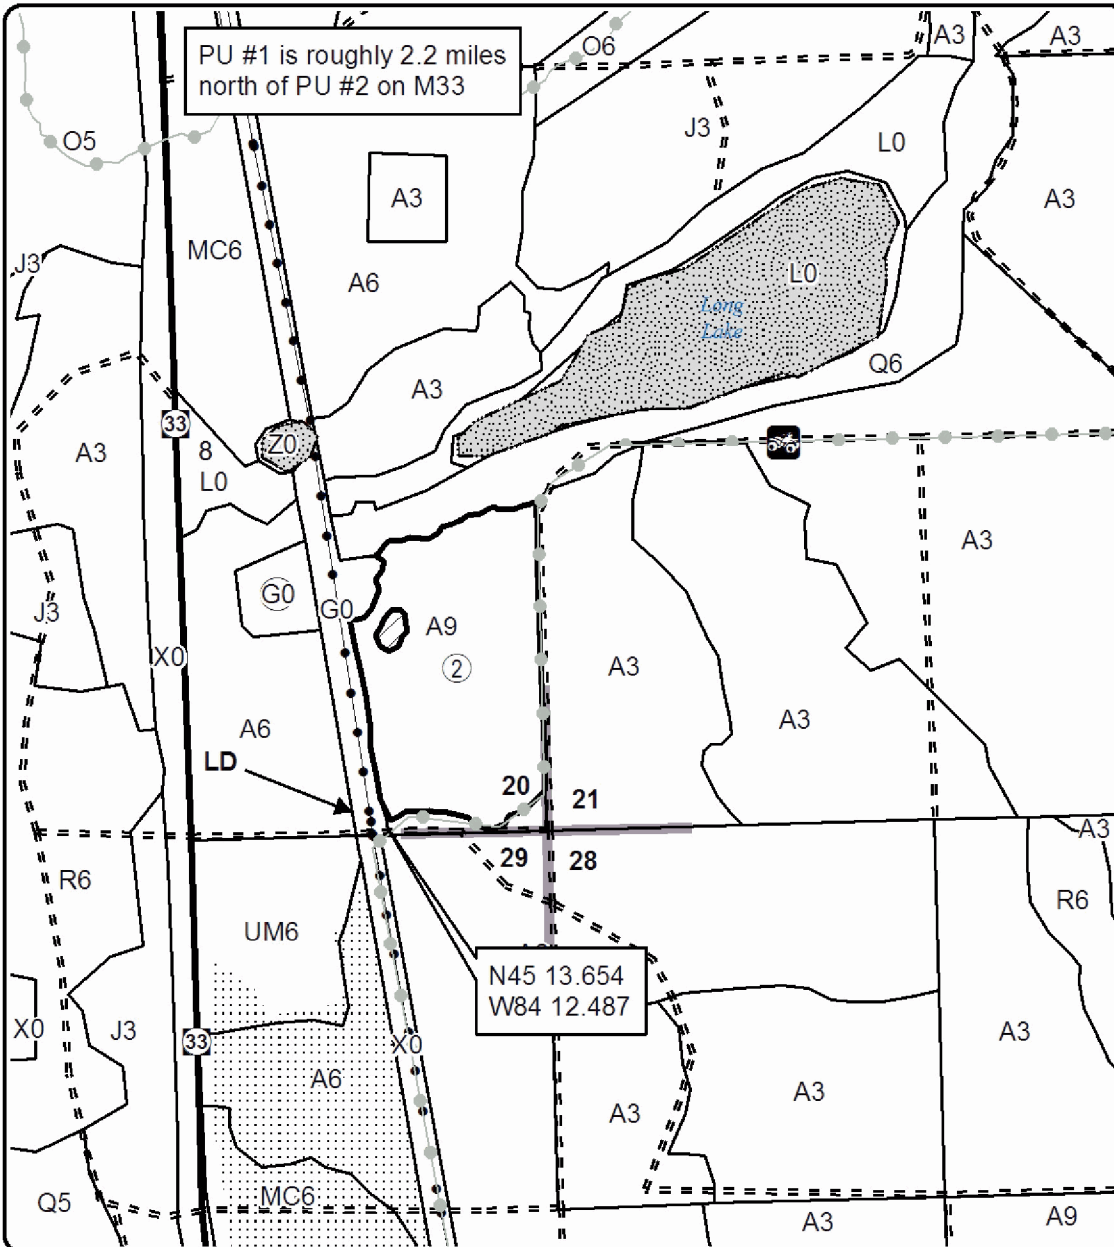 PU #1 is roughly 2.2 miles
north of PU #2 on M33
O6
A3
A3
O5
J3
L0
A3
A3
MC6
J3
A6
L0
Long
Lake
Q6
A3
33
Z0
A3
8
L0
A3
G0
G0
J3
A9
2
X0
A3
A3
A6
LD
20
21
A3
29
28
R6
R6
UM6
N45 13.654
W84 12.487
X0
J3
33
X0
A3
A6
A3
A3
MC6
Q5
A3
A9